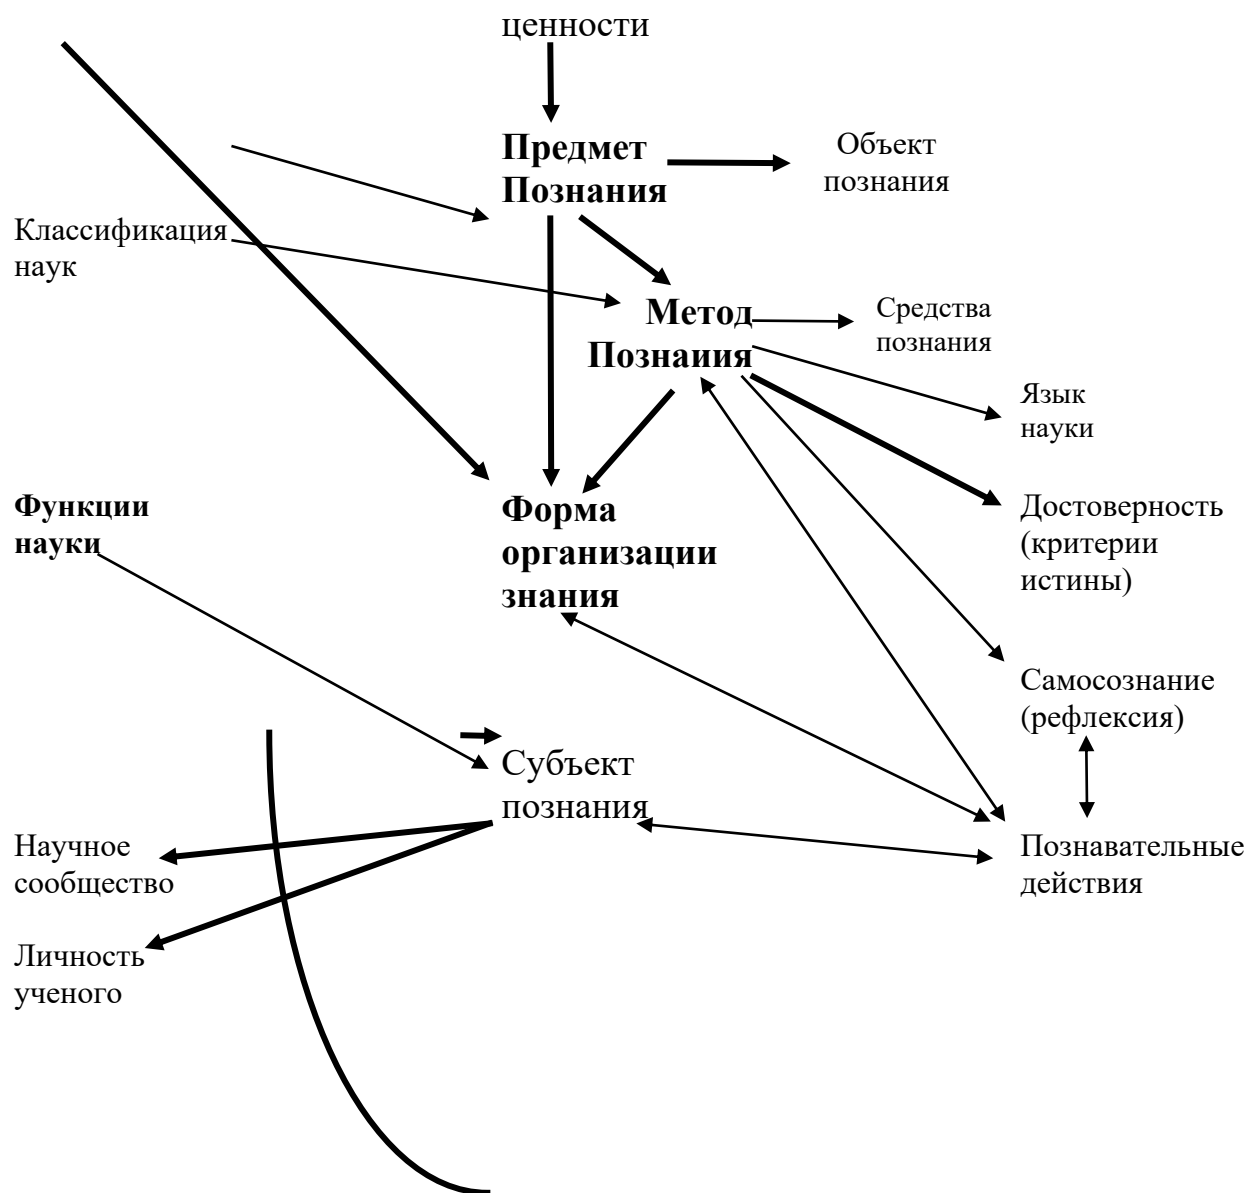 ценности
Предмет
Познания
Объект
познания
Классификация
наук
Метод
Познаиия
Средства
познания
Язык
науки
Функции
науки
Форма
организации
знания
Достоверность
(критерии
истины)
Самосознание
(рефлексия)
Субъект
познания
Научное
сообщество
Познавательные
действия
Личность
ученого